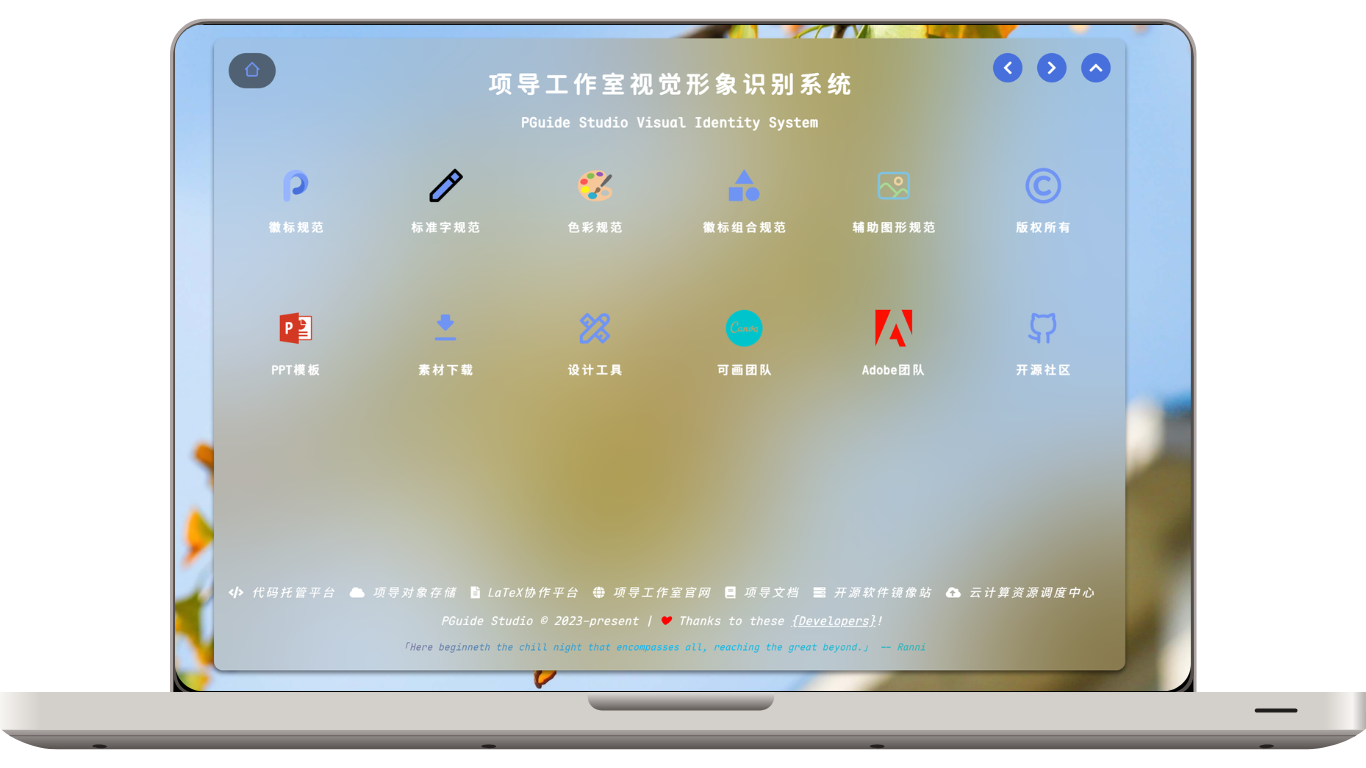 项导工作室视觉形象识别系统
PGuide Studio Visual Identity System
徽标规范 标准字规范 色彩规范 徽标组合规范 辅助图形规范 版权所有
P Canva
PPT模板 素材下载 设计工具 可画团队 Adobe团队 开源社区
代码托管平台 项导对象存储 LaTeX协作平台 项导工作室官网 项导文档 开源软件镜像站 云计算资源调度中心
PGuide Studio © 2023-present | Thanks to these {Developers}!
「Here beginneth the chill night that encompasses all, reaching the great beyond.」 -- Ranni